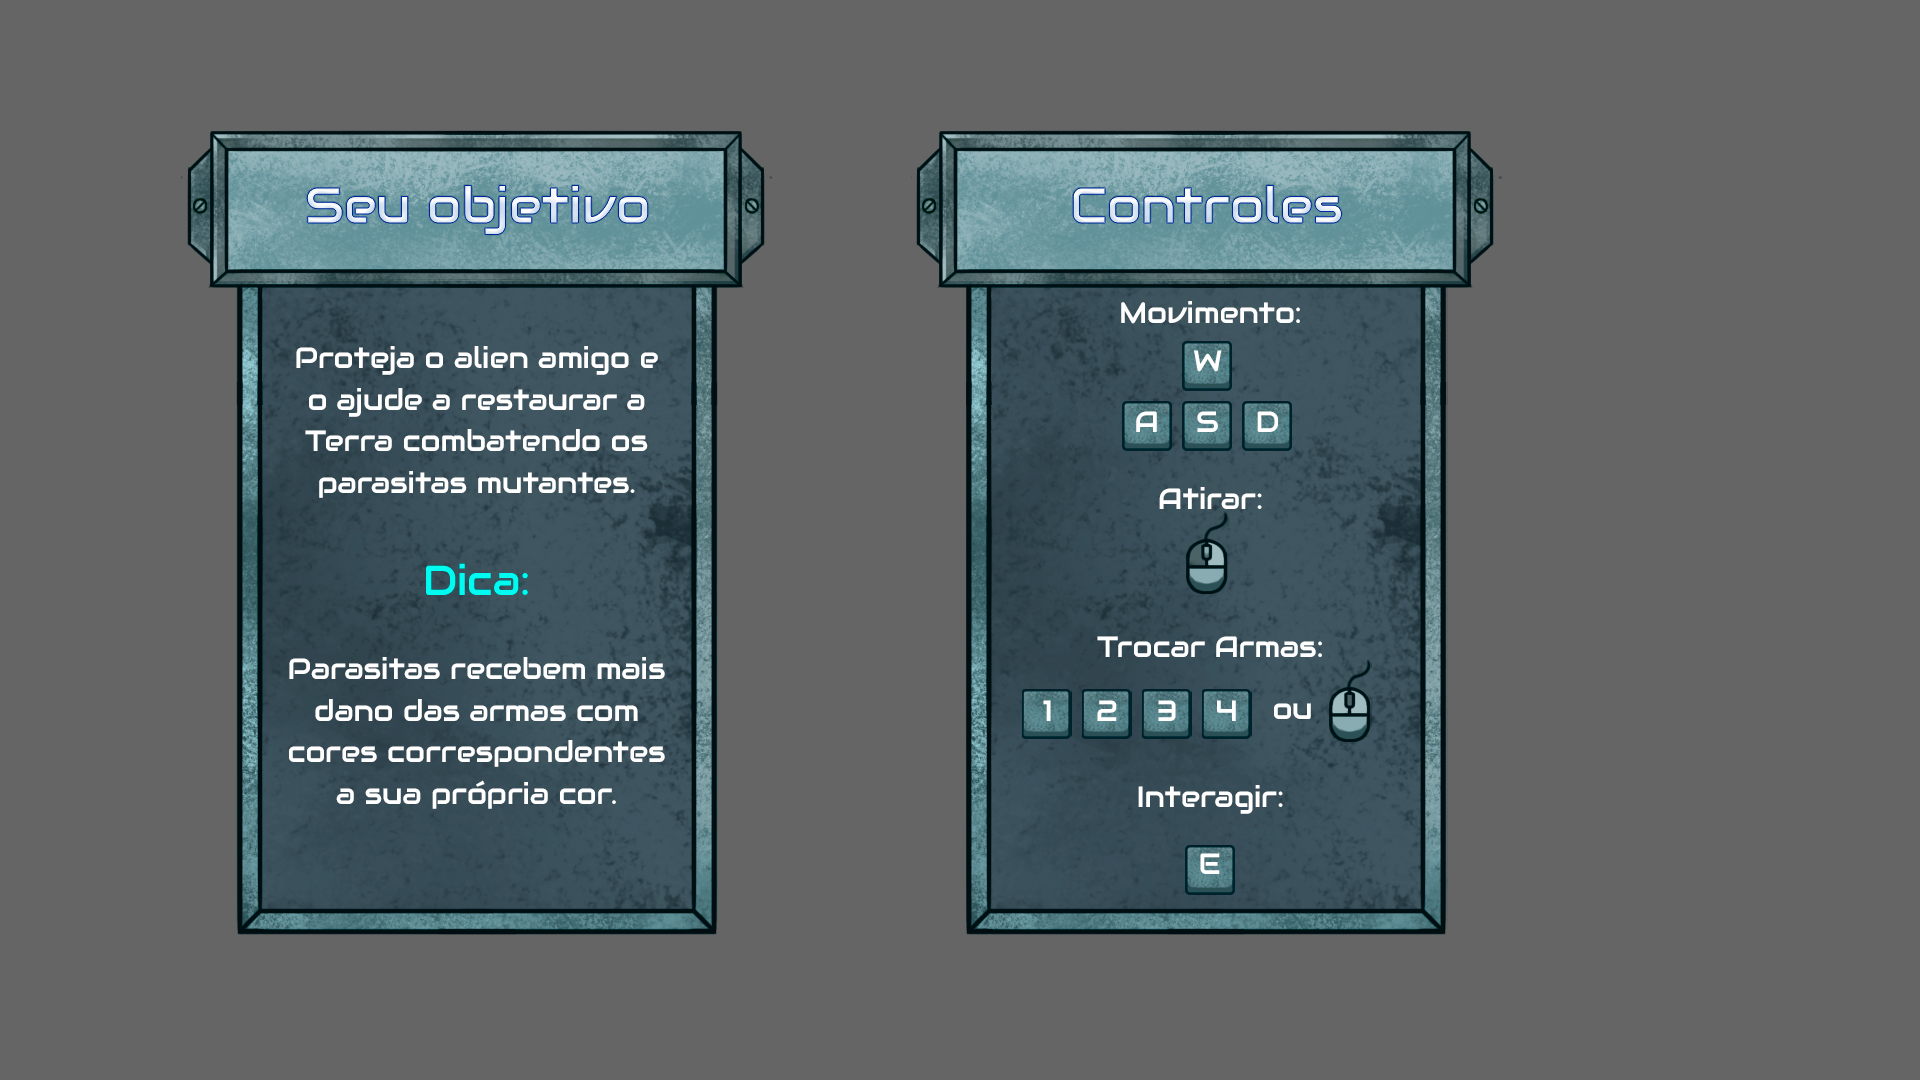 Seu objetivo
Proteja o alien amigo e
o ajude a restaurar a
Terra combatendo os
parasitas mutantes.
Dica:
Parasitas recebem mais
dano das armas com
cores correspondentes
a sua própria cor.
Controles
Movimento:
W
A S D
Atirar:
Trocar Armas:
1 2 3 4 ou
Interagir:
E